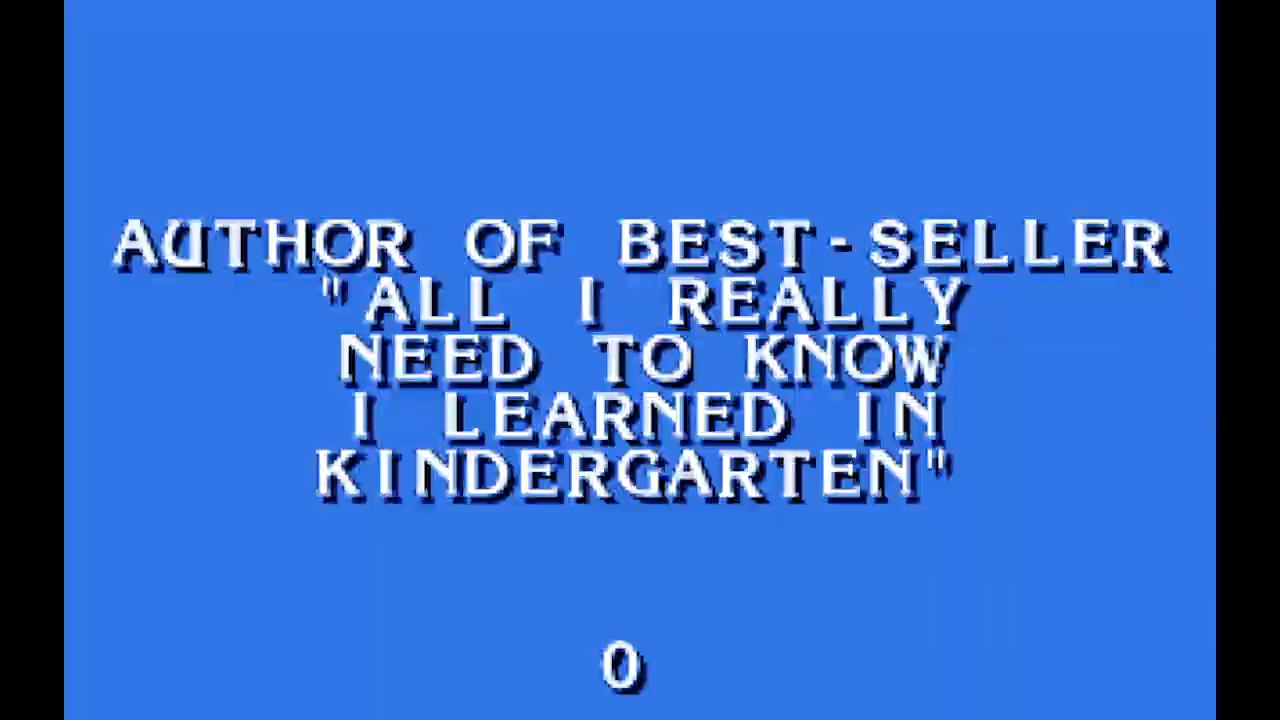 AUTHOR OF BEST-SELLER
"ALL I REALLY
NEED TO KNOW
I LEARNED IN
KINDERGARTEN"
0